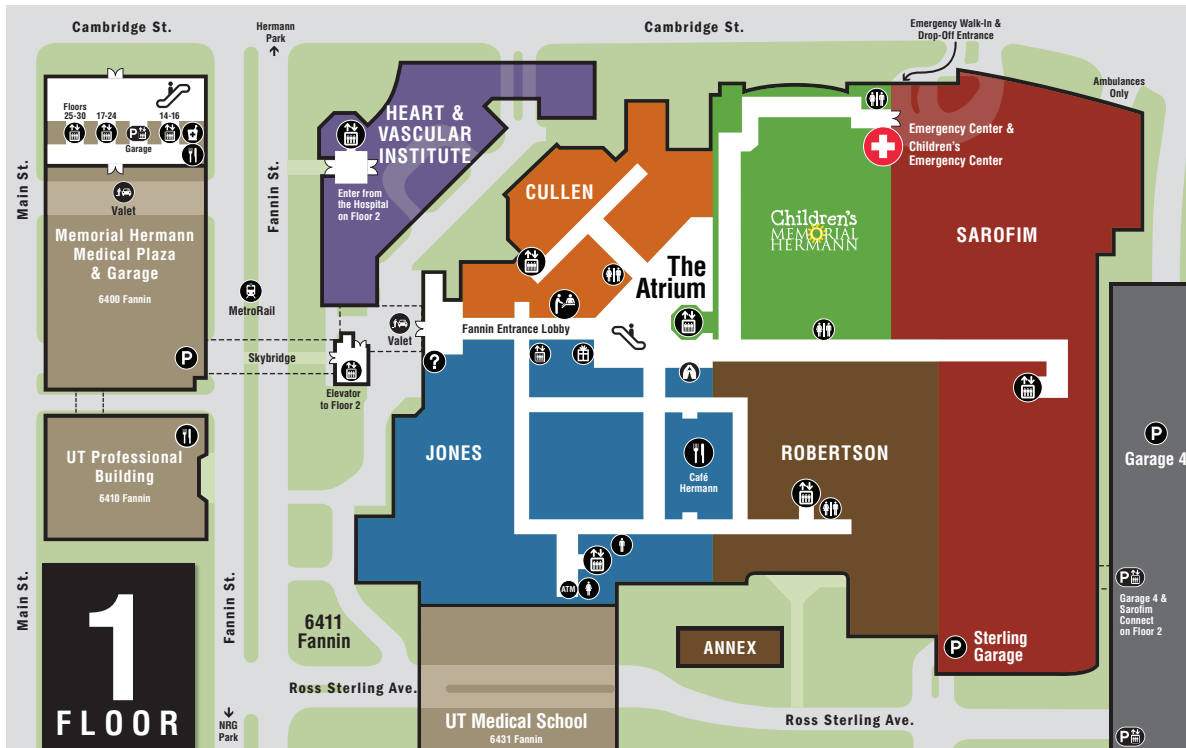 Cambridge St.
Hermann
Park
Cambridge St.
Emergency Walk-In &
Drop-Off Entrance
Ambulances
Only
Floors
25-30
17-24
14-16
P
Garage
Main St.
Valet
Memorial Hermann
Medical Plaza
& Garage
6400 Fannin
P
Fannin St.
MetroRail
Skybridge
HEART &
VASCULAR
INSTITUTE
Enter from
the Hospital
on Floor 2
Valet
Elevator
to Floor 2
CULLEN
The
Atrium
Fannin Entrance Lobby
?
Children's
MEMORIAL
HERMANN
Emergency Center &
Children's
Emergency Center
SAROFIM
JONES
Café
Hermann
ROBERTSON
ATM
UT Professional
Building
6410 Fannin
P
Garage 4
P
Garage 4 &
Sarofim
Connect
on Floor 2
P
Main St.
1
FLOOR
Fannin St.
NRG
Park
6411
Fannin
Ross Sterling Ave.
ANNEX
P
Sterling
Garage
UT Medical School
6431 Fannin
Ross Sterling Ave.